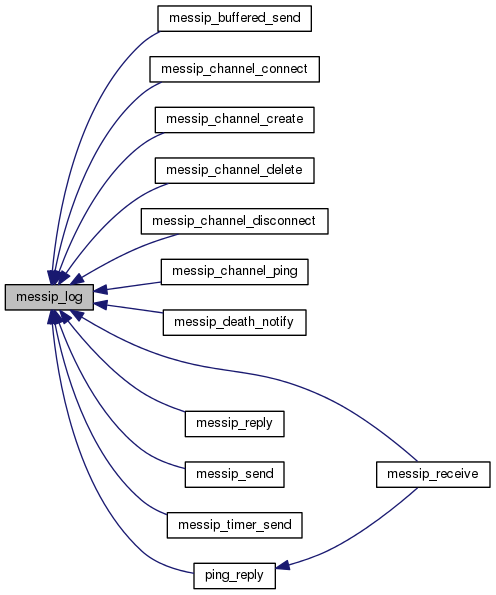 messip_buffered_send
messip_channel_connect
messip_channel_create
messip_channel_delete
messip_channel_disconnect
messip_channel_ping
messip_log
messip_death_notify
messip_reply
messip_receive
messip_send
messip_timer_send
ping_reply